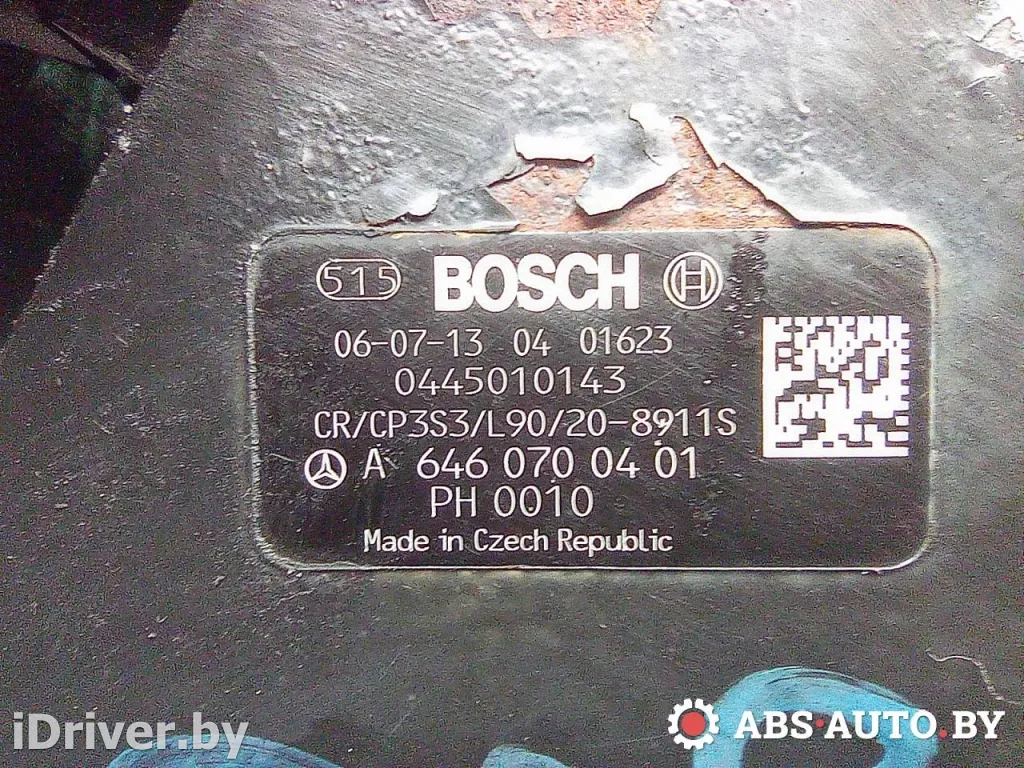 515 BOSCH
06-07-13 04 01623
0445010143
CR/CP3S3/L90/20-8911S
A 646 070 04 01
PH 0010
Made in Czech Republic
iDriver.by
ABS-AUTO.BY